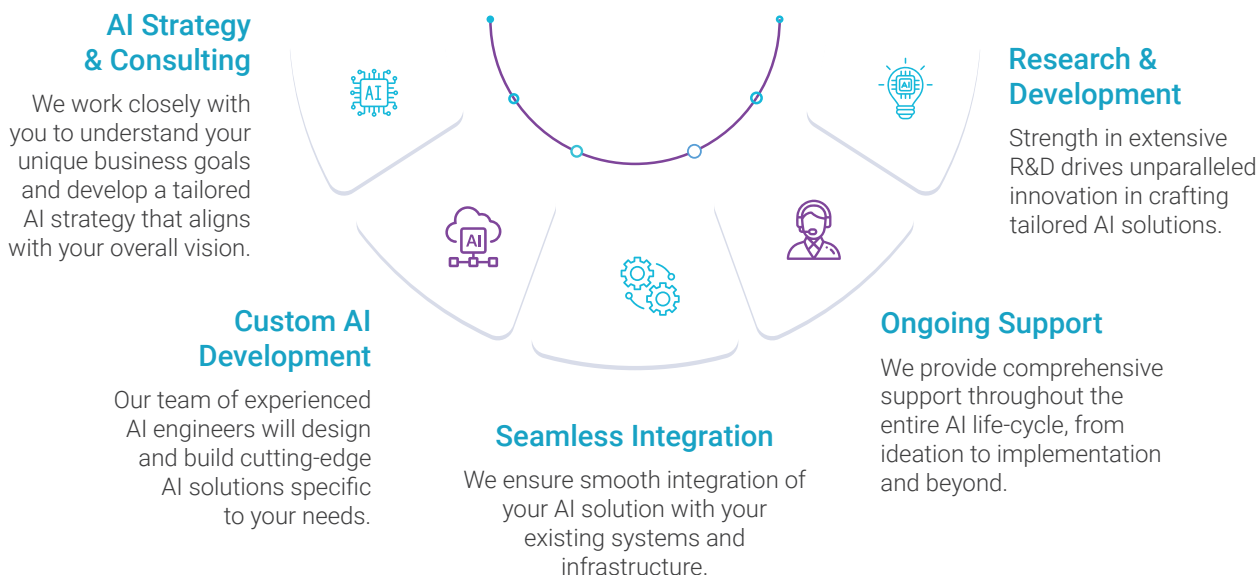 AI Strategy
& Consulting
We work closely with
you to understand your
unique business goals
and develop a tailored
AI strategy that aligns
with your overall vision.
AI
Custom AI
Development
Our team of experienced
AI engineers will design
and build cutting-edge
AI solutions specific
to your needs.
AI
Seamless Integration
We ensure smooth integration of
your AI solution with your
existing systems and
infrastructure.
Ongoing Support
We provide comprehensive
support throughout the
entire AI life-cycle, from
ideation to implementation
and beyond.
Research &
Development
Strength in extensive
R&D drives unparalleled
innovation in crafting
tailored AI solutions.
AI